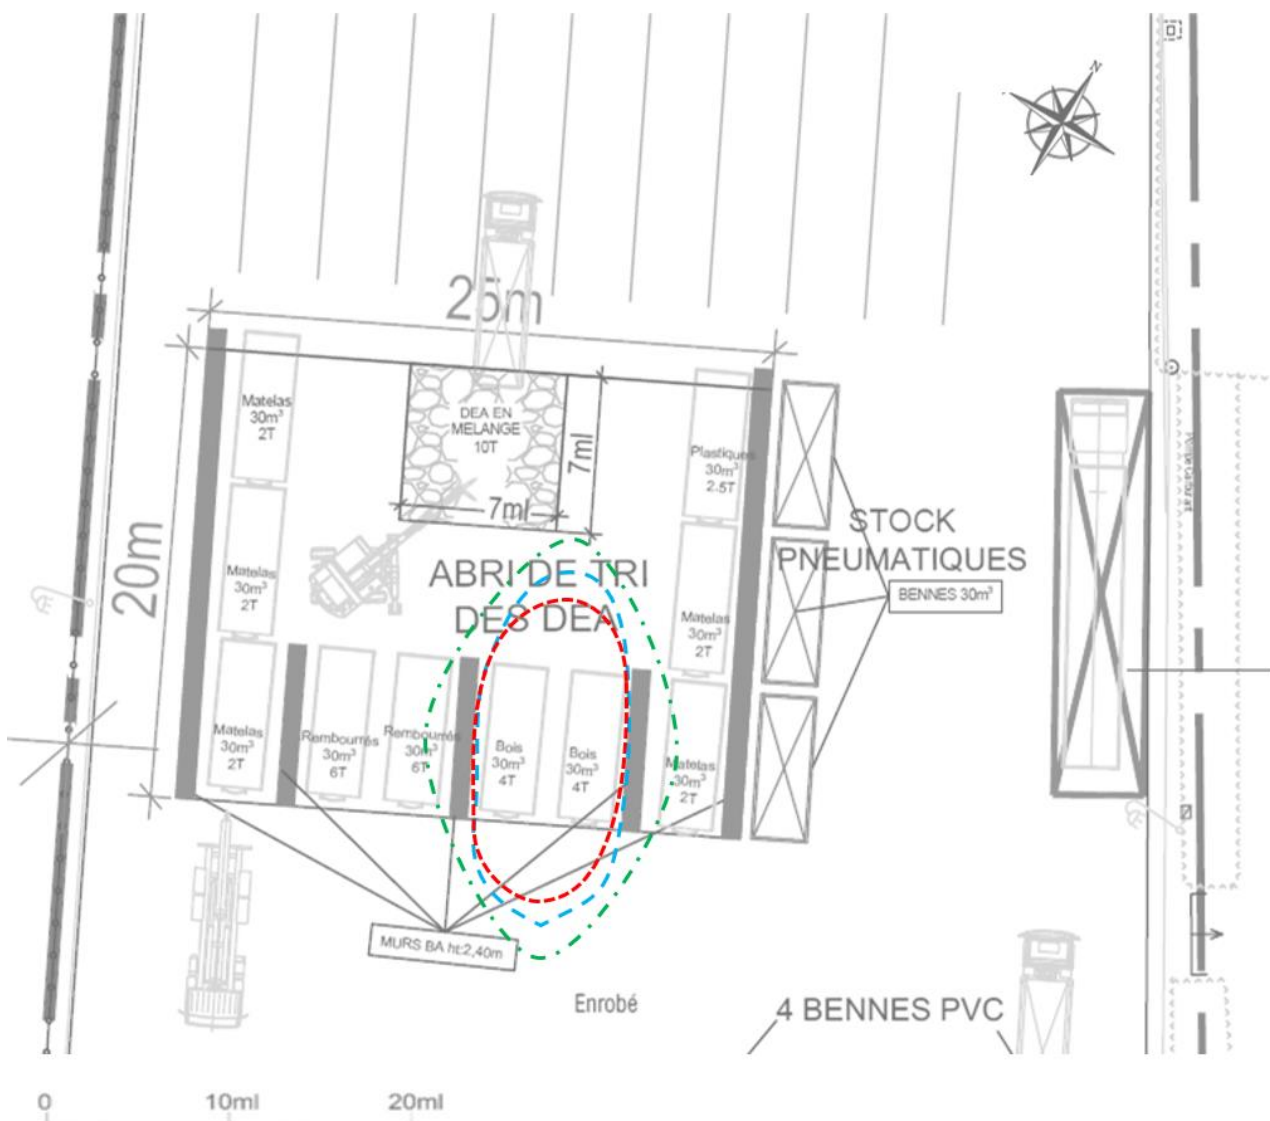 N
25m
Matelas
30m³
2T
DEA EN
MELANGE
10T
7ml
7ml
Plastiques
30m³
2.5T
STOCK
PNEUMATIQUES
BENNES 30m³
20m
Matelas
30m³
2T
ABRI DE TRI
DES DEA
Matelas
30m³
2T
Matelas
30m³
2T
Rembourrés
30m³
6T
Rembourrés
30m³
6T
Bois
30m³
4T
Bois
30m³
4T
Matelas
30m³
2T
MURS BA ht:2,40m
Enrobé
4 BENNES PVC
0 10ml 20ml